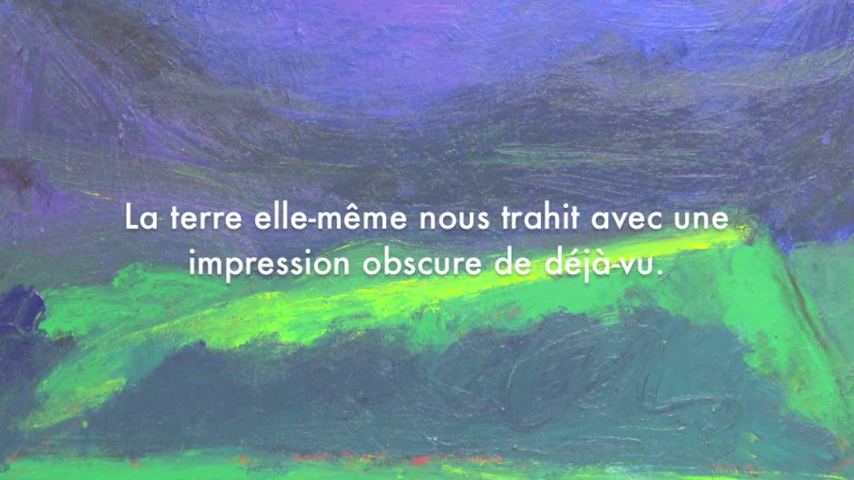 La terre elle-même nous trahit avec une
impression obscure de déjà-vu.